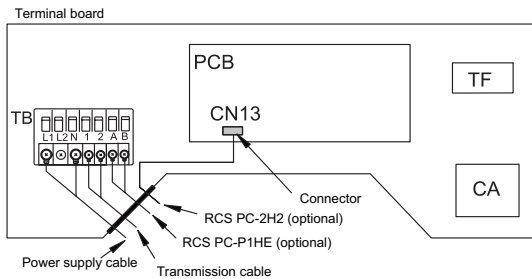 Terminal board
PCB
TF
TB
CN13
L1 L2 N 1 2 A B
Connector
CA
RCS PC-2H2 (optional)
RCS PC-P1HE (optional)
Power supply cable
Transmission cable